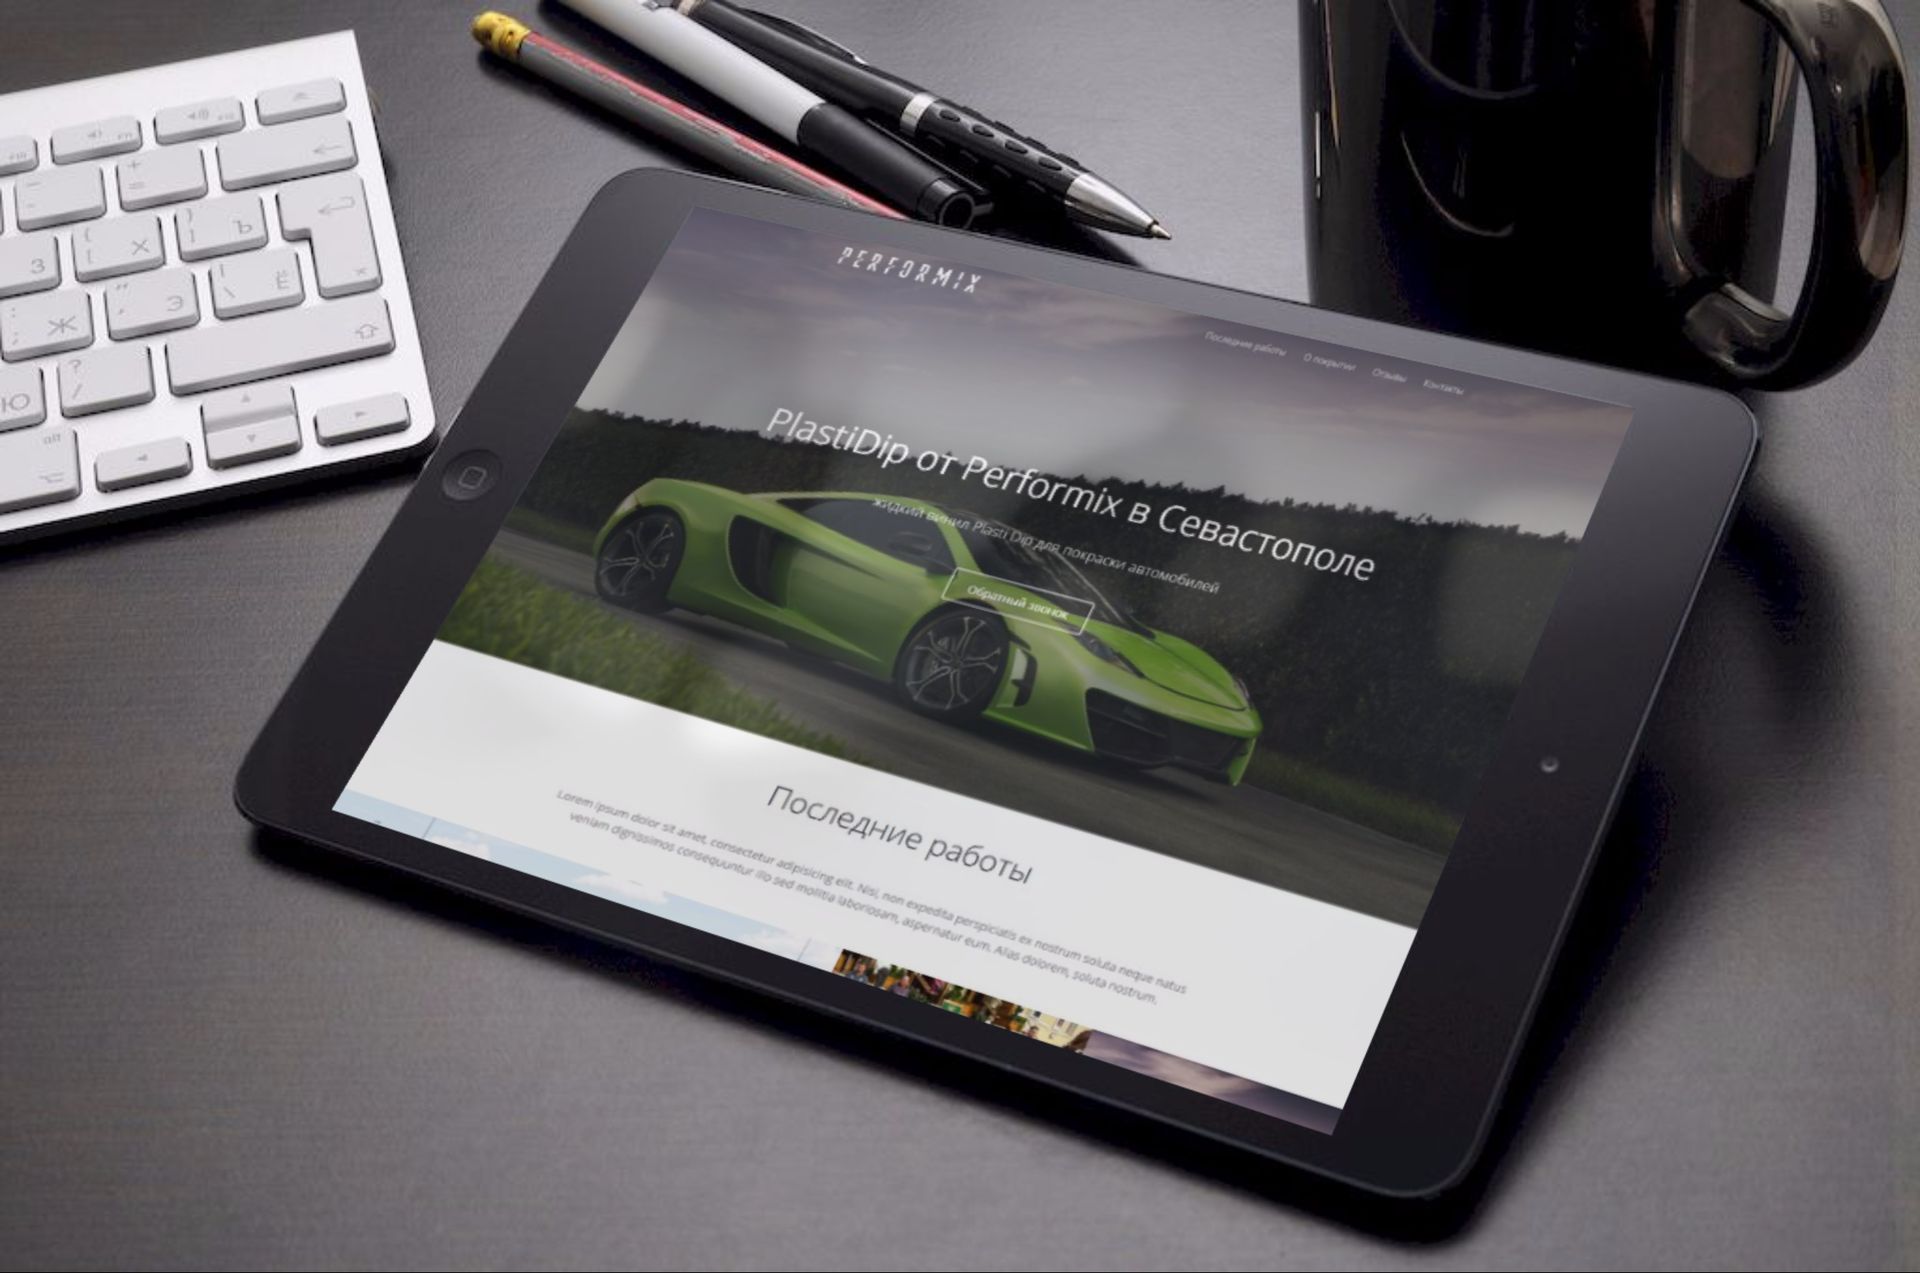 PERFORMIX
Последние работы О покрытии Отзывы Контакты
PlastiDip от Performix в Севастополе
жидкий винил Plasti Dip для покраски автомобилей
Обратный звонок
Последние работы
Lorem ipsum dolor sit amet, consectetur adipisicing elit. Nisi, non expedita perspiciatis ex nostrum soluta neque natus
veniam dignissimos consequuntur illo sed mollitia laboriosam, aspernatur eum. Alias dolorem, soluta nostrum.
+
=
{ Х
[
} Ъ
]
З
: Ж
;
" Э
'
| Ё
\
Ю
?
/
alt